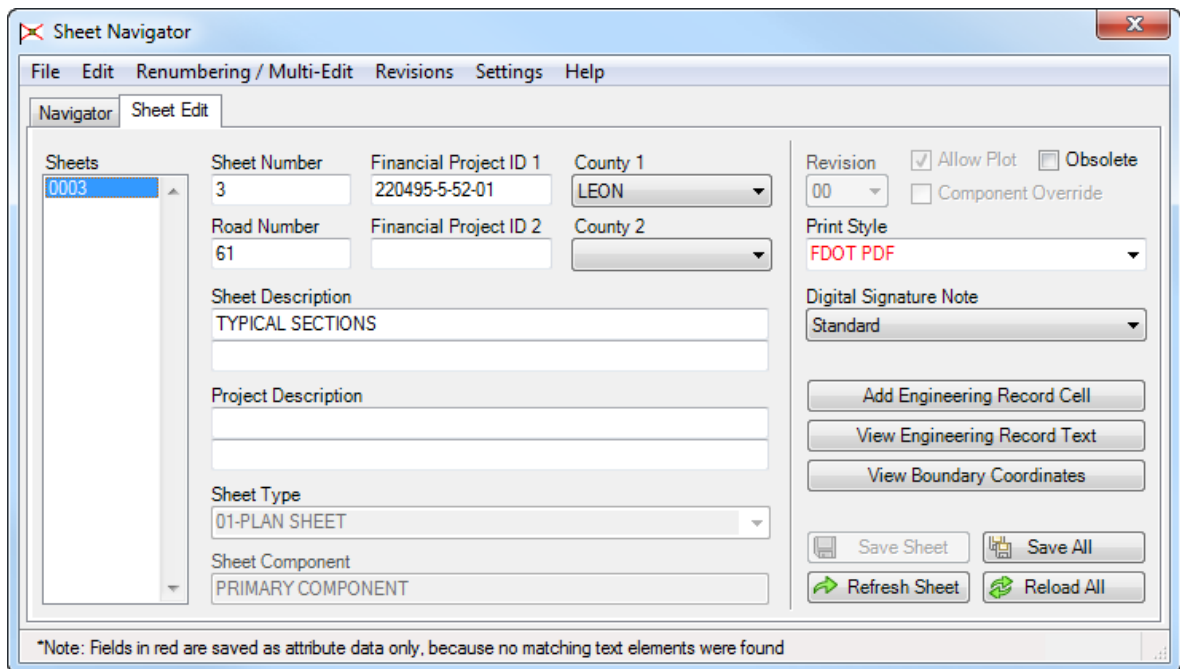 Sheet Navigator
X
File Edit Renumbering / Multi-Edit Revisions Settings Help
Navigator Sheet Edit
Sheets Sheet Number Financial Project ID 1 County 1 Revision Allow Plot Obsolete
0003 3 220495-5-52-01 LEON 00 Component Override
Road Number Financial Project ID 2 County 2 Print Style
61 FDOT PDF
Sheet Description Digital Signature Note
TYPICAL SECTIONS Standard
Project Description Add Engineering Record Cell
View Engineering Record Text
View Boundary Coordinates
Sheet Type
01-PLAN SHEET
Save Sheet Save All
Sheet Component
PRIMARY COMPONENT Refresh Sheet Reload All
*Note: Fields in red are saved as attribute data only, because no matching text elements were found